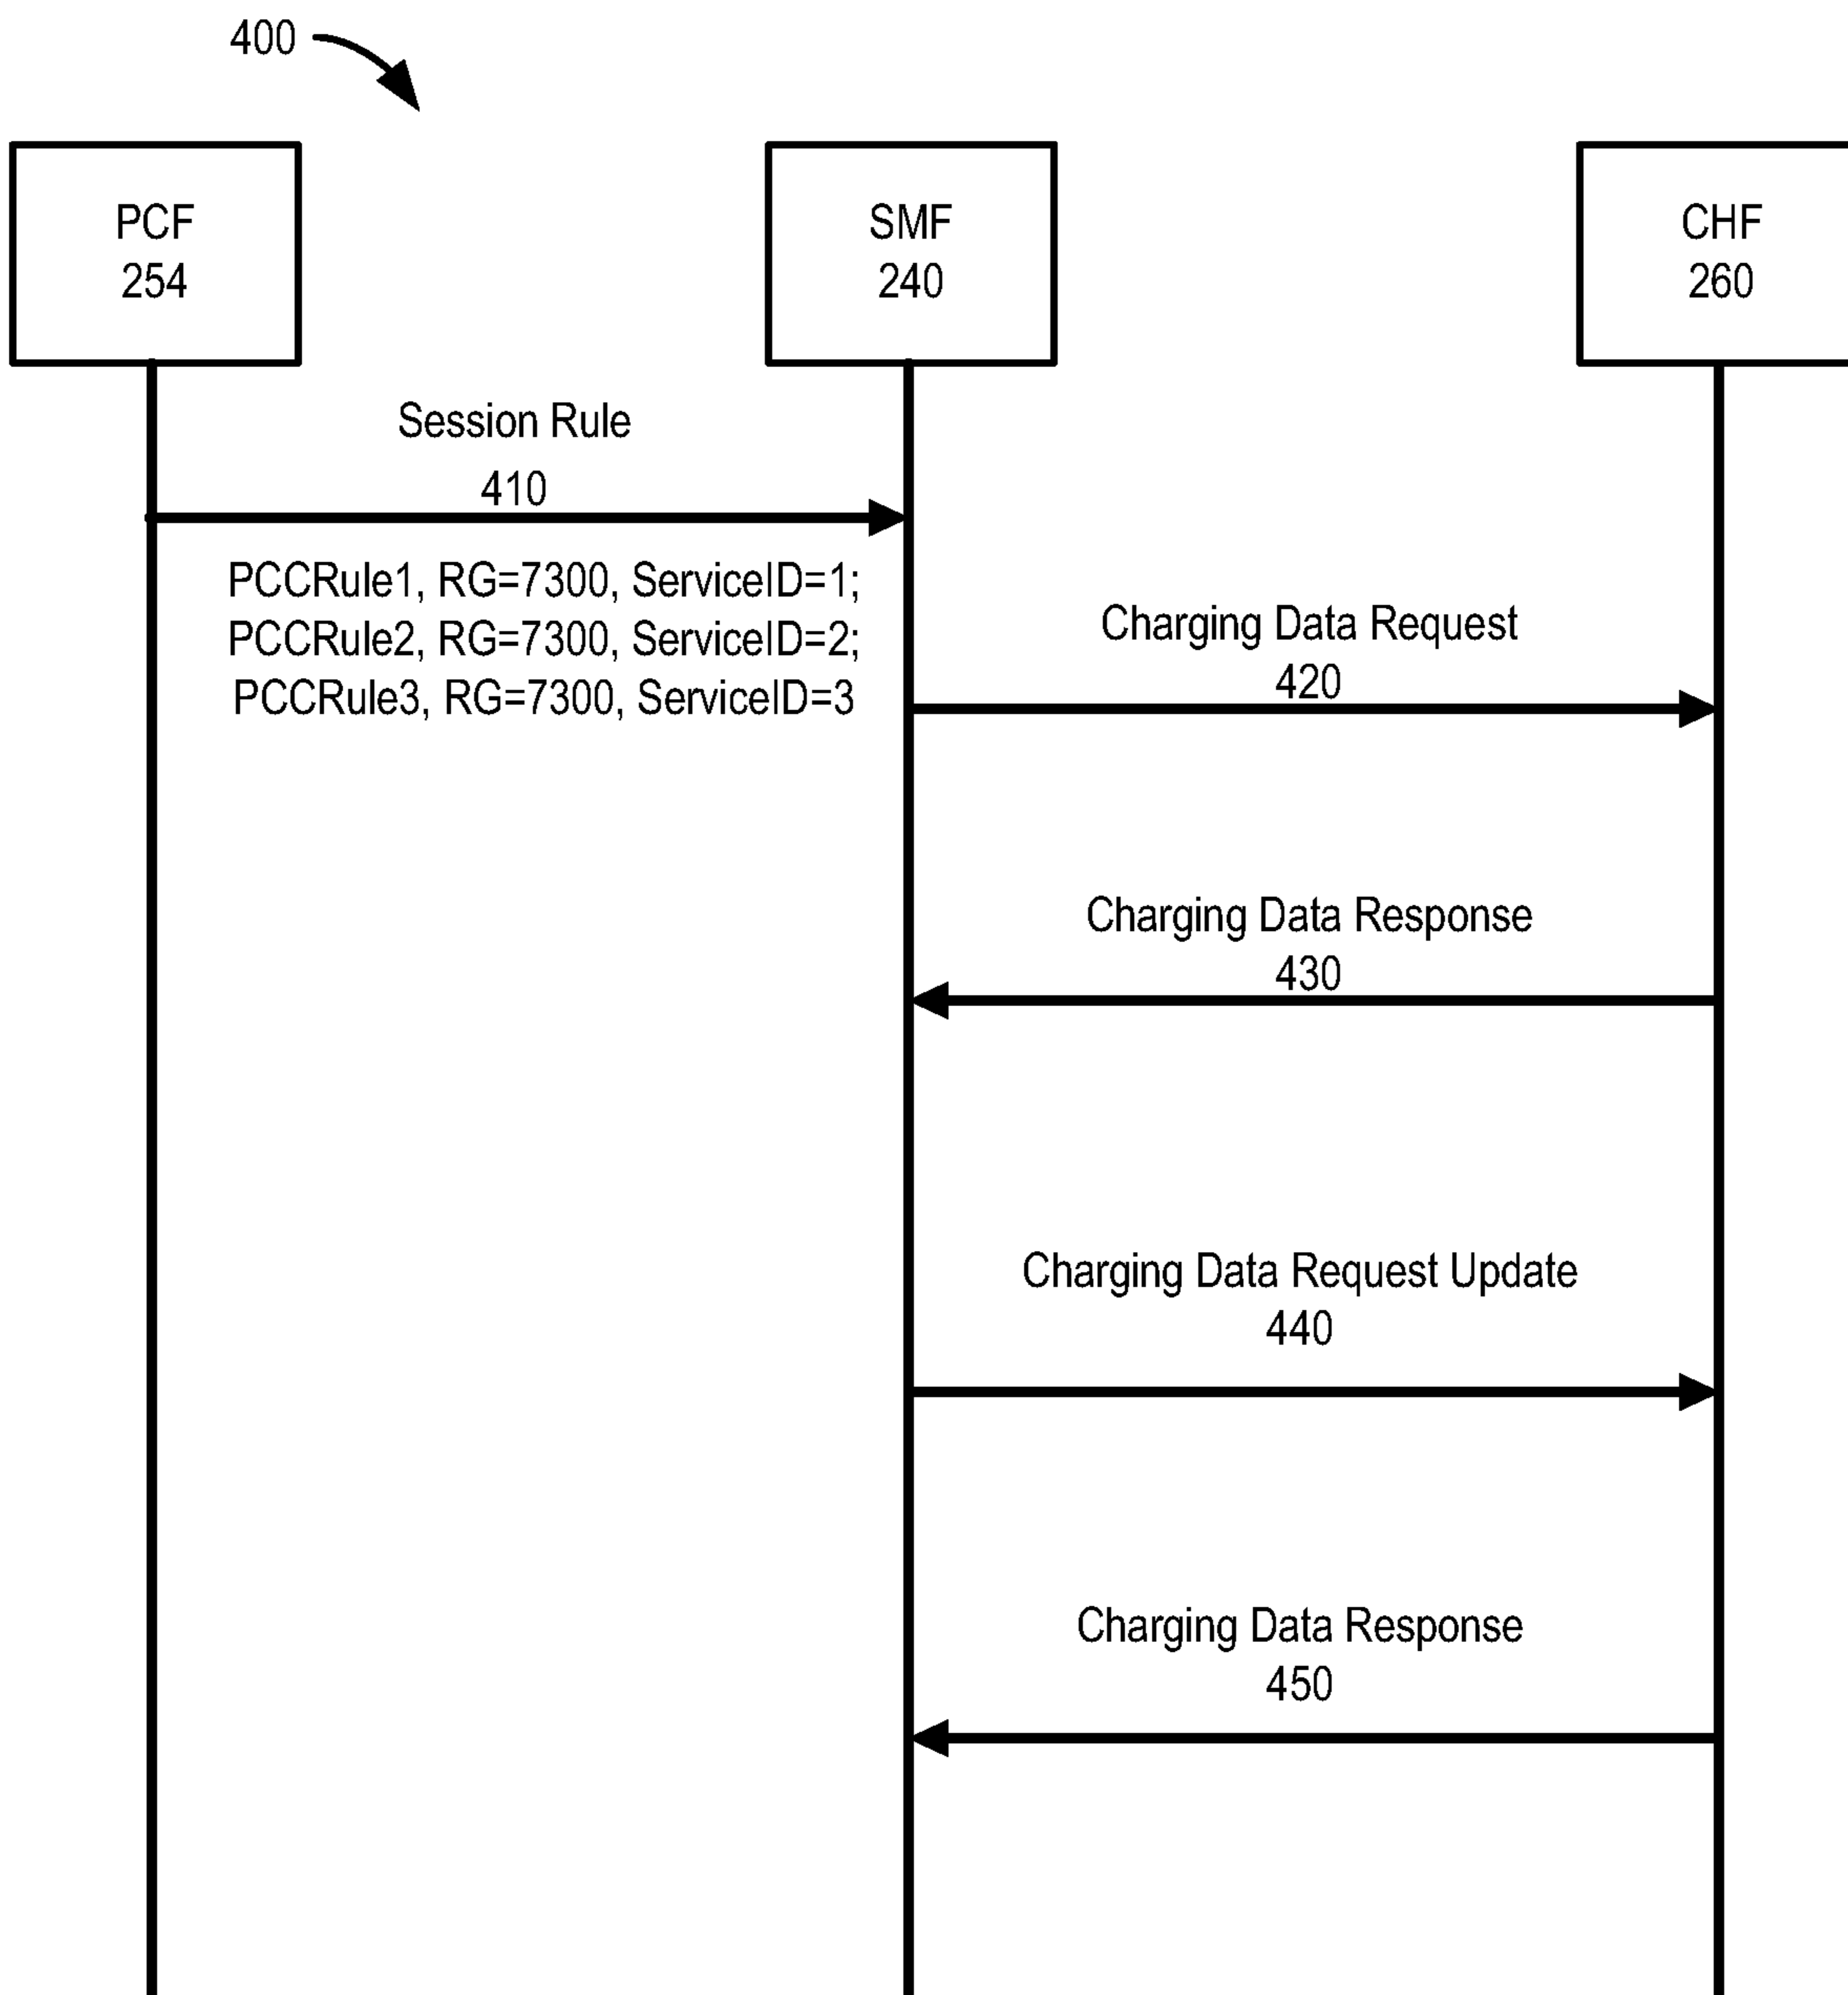 400
PCF
254
SMF
240
CHF
260
Session Rule
410
PCCRule1, RG=7300, ServiceID=1;
PCCRule2, RG=7300, ServiceID=2;
PCCRule3, RG=7300, ServiceID=3
Charging Data Request
420
Charging Data Response
430
Charging Data Request Update
440
Charging Data Response
450